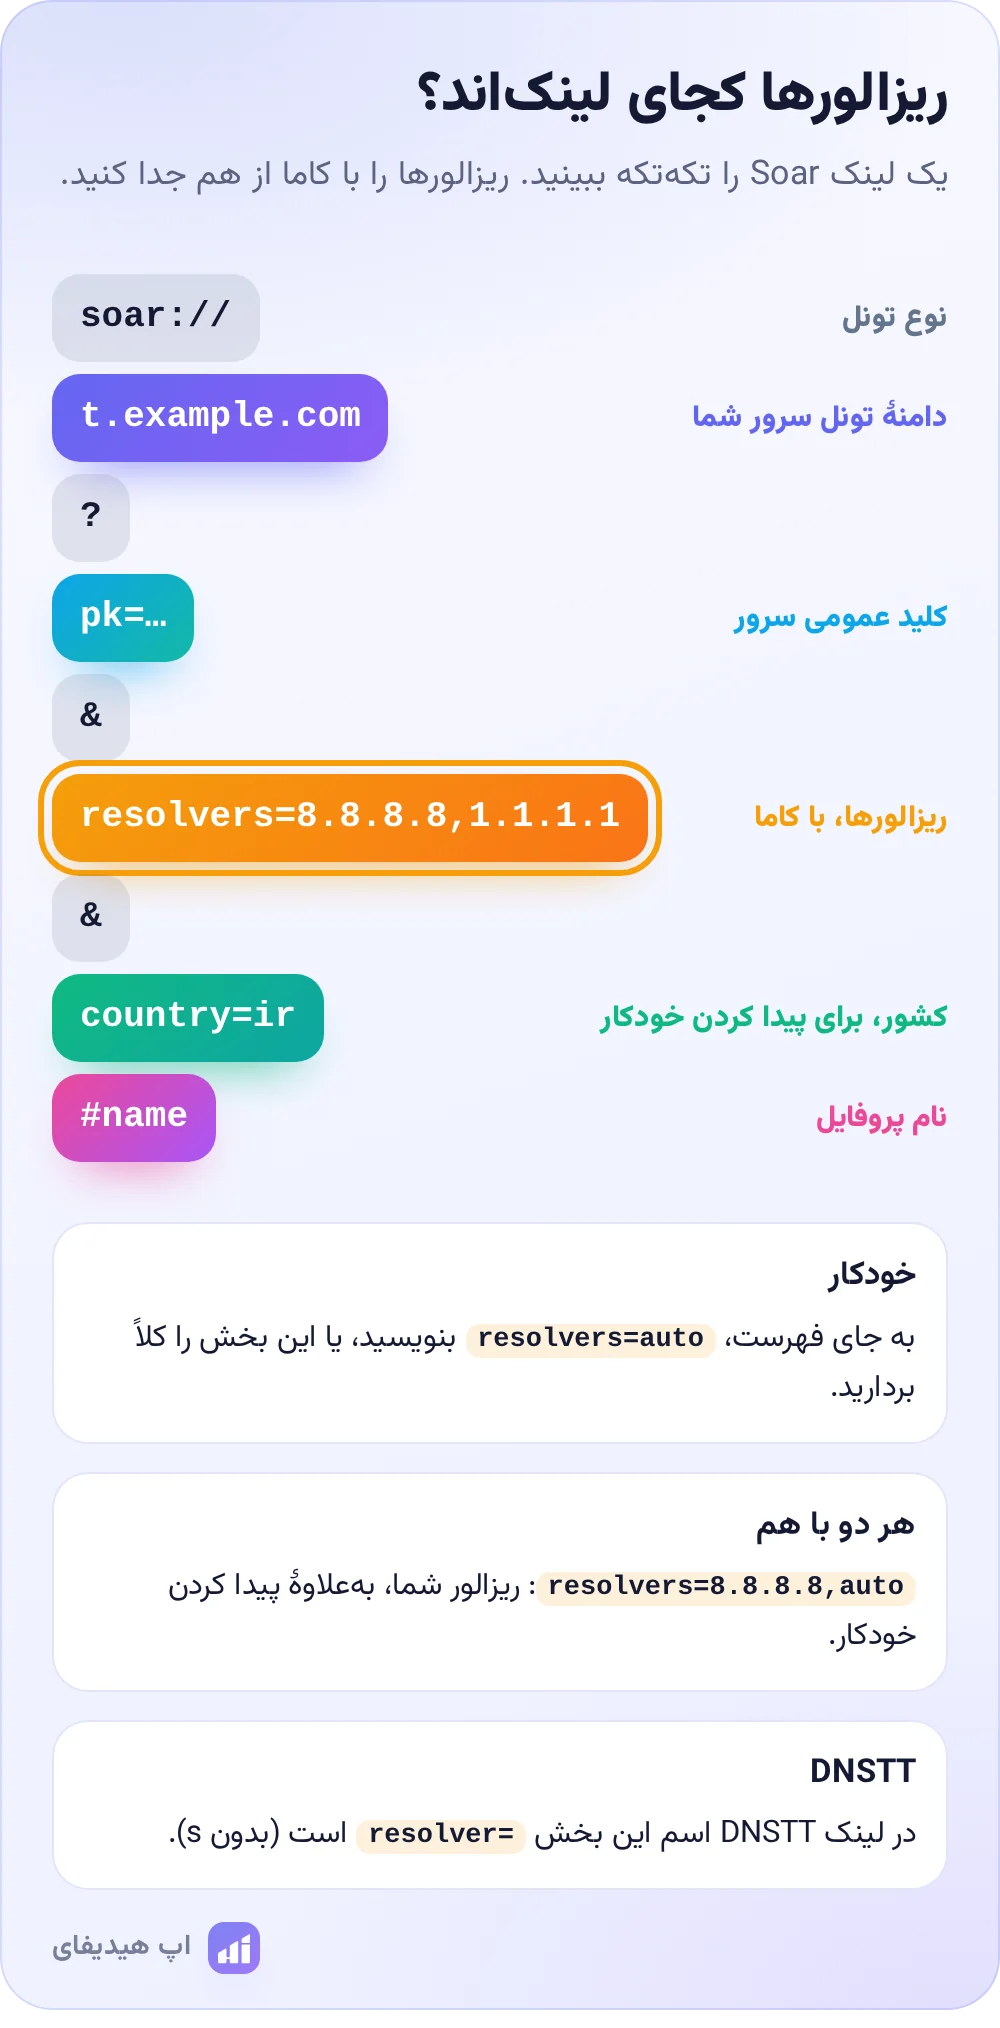 ریزالورها کجای لینک‌اند؟
یک لینک Soar را تکه‌تکه ببینید. ریزالورها را با کاما از هم جدا کنید.
نوع تونل soar://
دامنهٔ تونل سرور شما t.example.com
?
کلید عمومی سرور pk=…
&
ریزالورها، با کاما resolvers=8.8.8.8,1.1.1.1
&
کشور، برای پیدا کردن خودکار country=ir
نام پروفایل #name
خودکار
به جای فهرست، resolvers=auto بنویسید، یا این بخش را کلاً
بردارید.
هر دو با هم
resolvers=8.8.8.8,auto: ریزالور شما، به‌علاوهٔ پیدا کردن
خودکار.
DNSTT
در لینک DNSTT اسم این بخش resolver= است (بدون s).
اپ هیدیفای